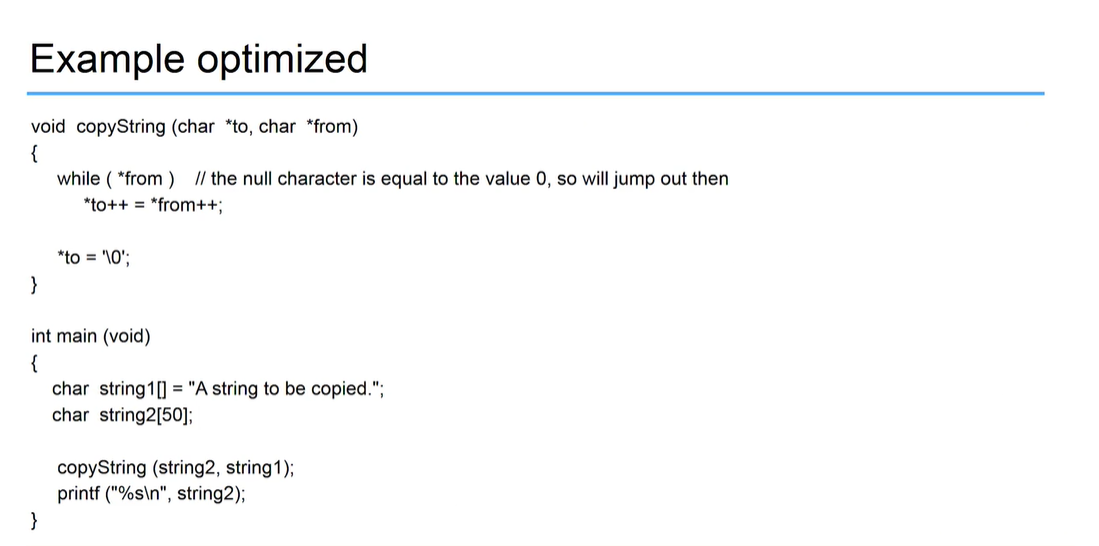 Example optimized
void  copyString (char  *to, char  *from)
{
while ( *from )    // the null character is equal to the value 0, so will jump out then
*to++ = *from++;
*to = '\0';
}
int main (void)
{
char  string1[] = "A string to be copied.";
char  string2[50];
copyString (string2, string1);
printf ("%s\n", string2);
}